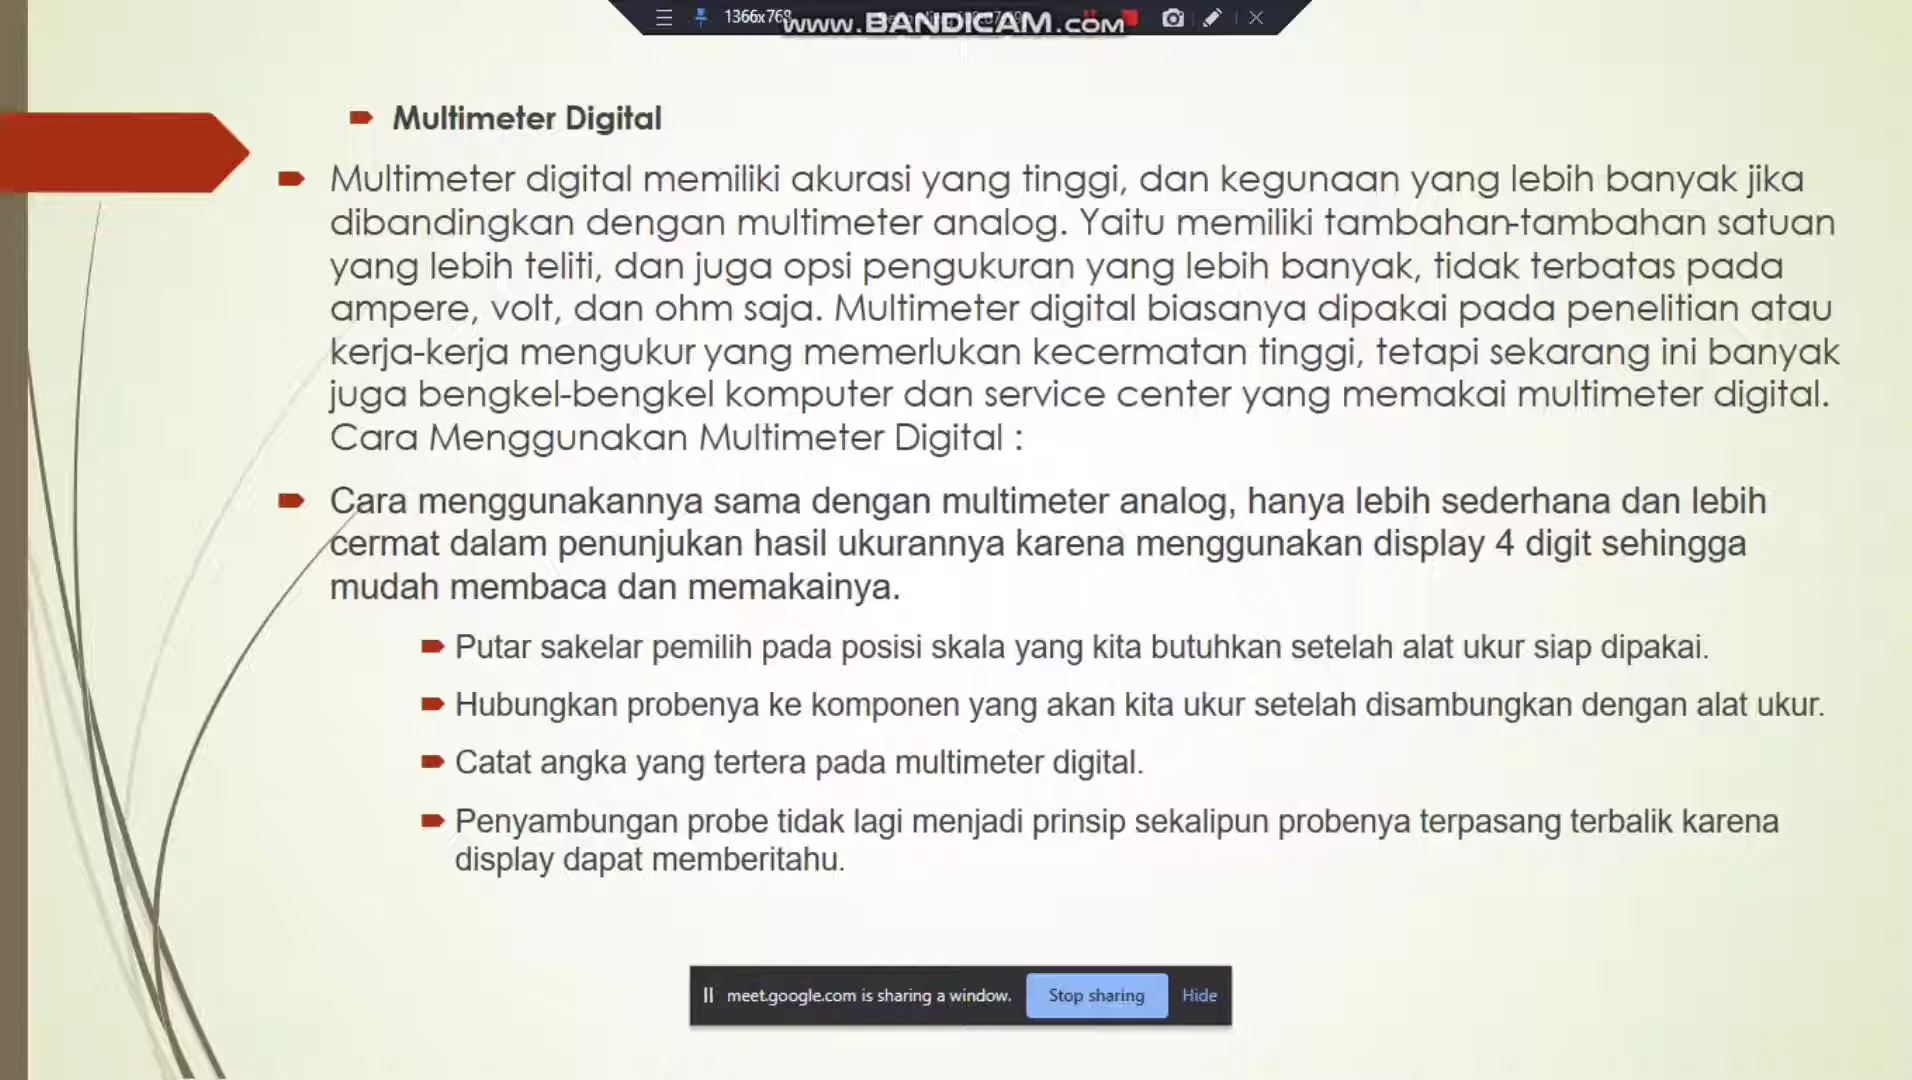 1366x768
www.BANDICAM.com
Multimeter Digital
Multimeter digital memiliki akurasi yang tinggi, dan kegunaan yang lebih banyak jika
dibandingkan dengan multimeter analog. Yaitu memiliki tambahan-tambahan satuan
yang lebih teliti, dan juga opsi pengukuran yang lebih banyak, tidak terbatas pada
ampere, volt, dan ohm saja. Multimeter digital biasanya dipakai pada penelitian atau
kerja-kerja mengukur yang memerlukan kecermatan tinggi, tetapi sekarang ini banyak
juga bengkel-bengkel komputer dan service center yang memakai multimeter digital.
Cara Menggunakan Multimeter Digital :
Cara menggunakannya sama dengan multimeter analog, hanya lebih sederhana dan lebih
cermat dalam penunjukan hasil ukurannya karena menggunakan display 4 digit sehingga
mudah membaca dan memakainya.
Putar sakelar pemilih pada posisi skala yang kita butuhkan setelah alat ukur siap dipakai.
Hubungkan probenya ke komponen yang akan kita ukur setelah disambungkan dengan alat ukur.
Catat angka yang tertera pada multimeter digital.
Penyambungan probe tidak lagi menjadi prinsip sekalipun probenya terpasang terbalik karena
display dapat memberitahu.
meet.google.com is sharing a window.
Stop sharing
Hide